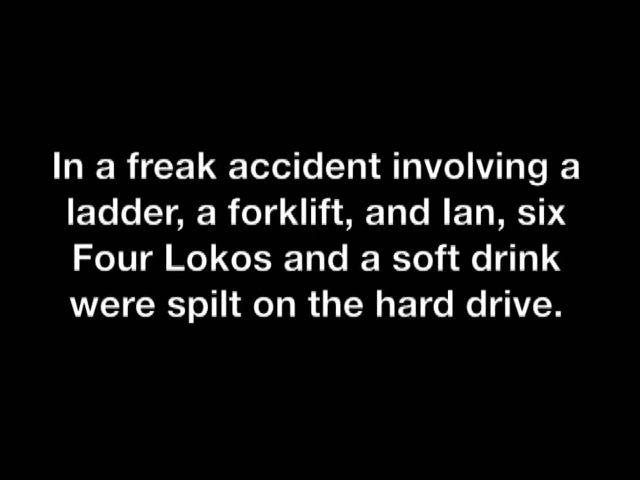 In a freak accident involving a
ladder, a forklift, and Ian, six
Four Lokos and a soft drink
were spilt on the hard drive.